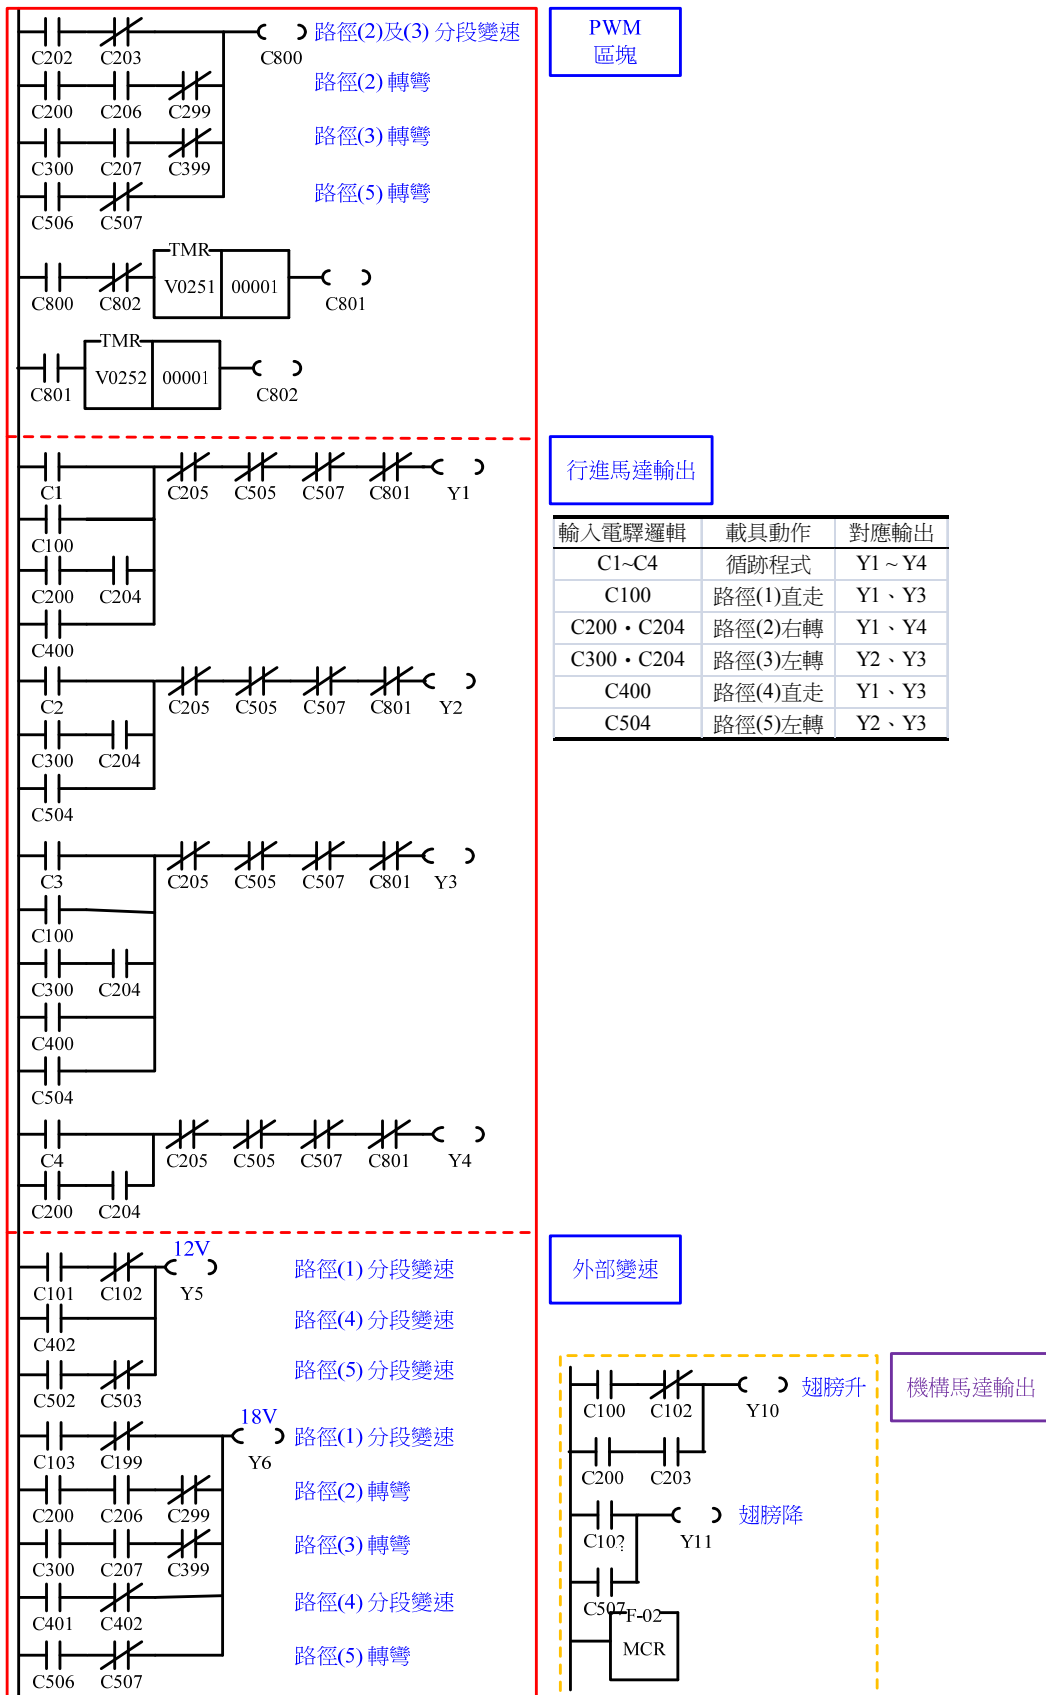 路徑(2)及(3) 分段變速
C202 C203 C800
PWM
區塊
路徑(2) 轉彎
C200 C206 C299
路徑(3) 轉彎
C300 C207 C399
路徑(5) 轉彎
C506 C507
TMR
V0251 00001
C800 C802 C801
TMR
V0252 00001
C801 C802
行進馬達輸出
C1 C205 C505 C507 C801 Y1
C100
C200 C204
C400
輸入電驛邏輯 載具動作 對應輸出
C1~C4 循跡程式 Y1 ~ Y4
C100 路徑(1)直走 Y1、Y3
C200・C204 路徑(2)右轉 Y1、Y4
C300・C204 路徑(3)左轉 Y2、Y3
C400 路徑(4)直走 Y1、Y3
C504 路徑(5)左轉 Y2、Y3
C2 C205 C505 C507 C801 Y2
C300 C204
C504
C3 C205 C505 C507 C801 Y3
C100
C300 C204
C400
C504
C4 C205 C505 C507 C801 Y4
C200 C204
外部變速
12V
路徑(1) 分段變速
C101 C102 Y5
路徑(4) 分段變速
C402
路徑(5) 分段變速
C502 C503
18V
路徑(1) 分段變速
C103 C199 Y6
路徑(2) 轉彎
C200 C206 C299
路徑(3) 轉彎
C300 C207 C399
路徑(4) 分段變速
C401 C402
路徑(5) 轉彎
C506 C507
機構馬達輸出
翅膀升
C100 C102 Y10
C200 C203
翅膀降
C10? Y11
C507
F-02
MCR